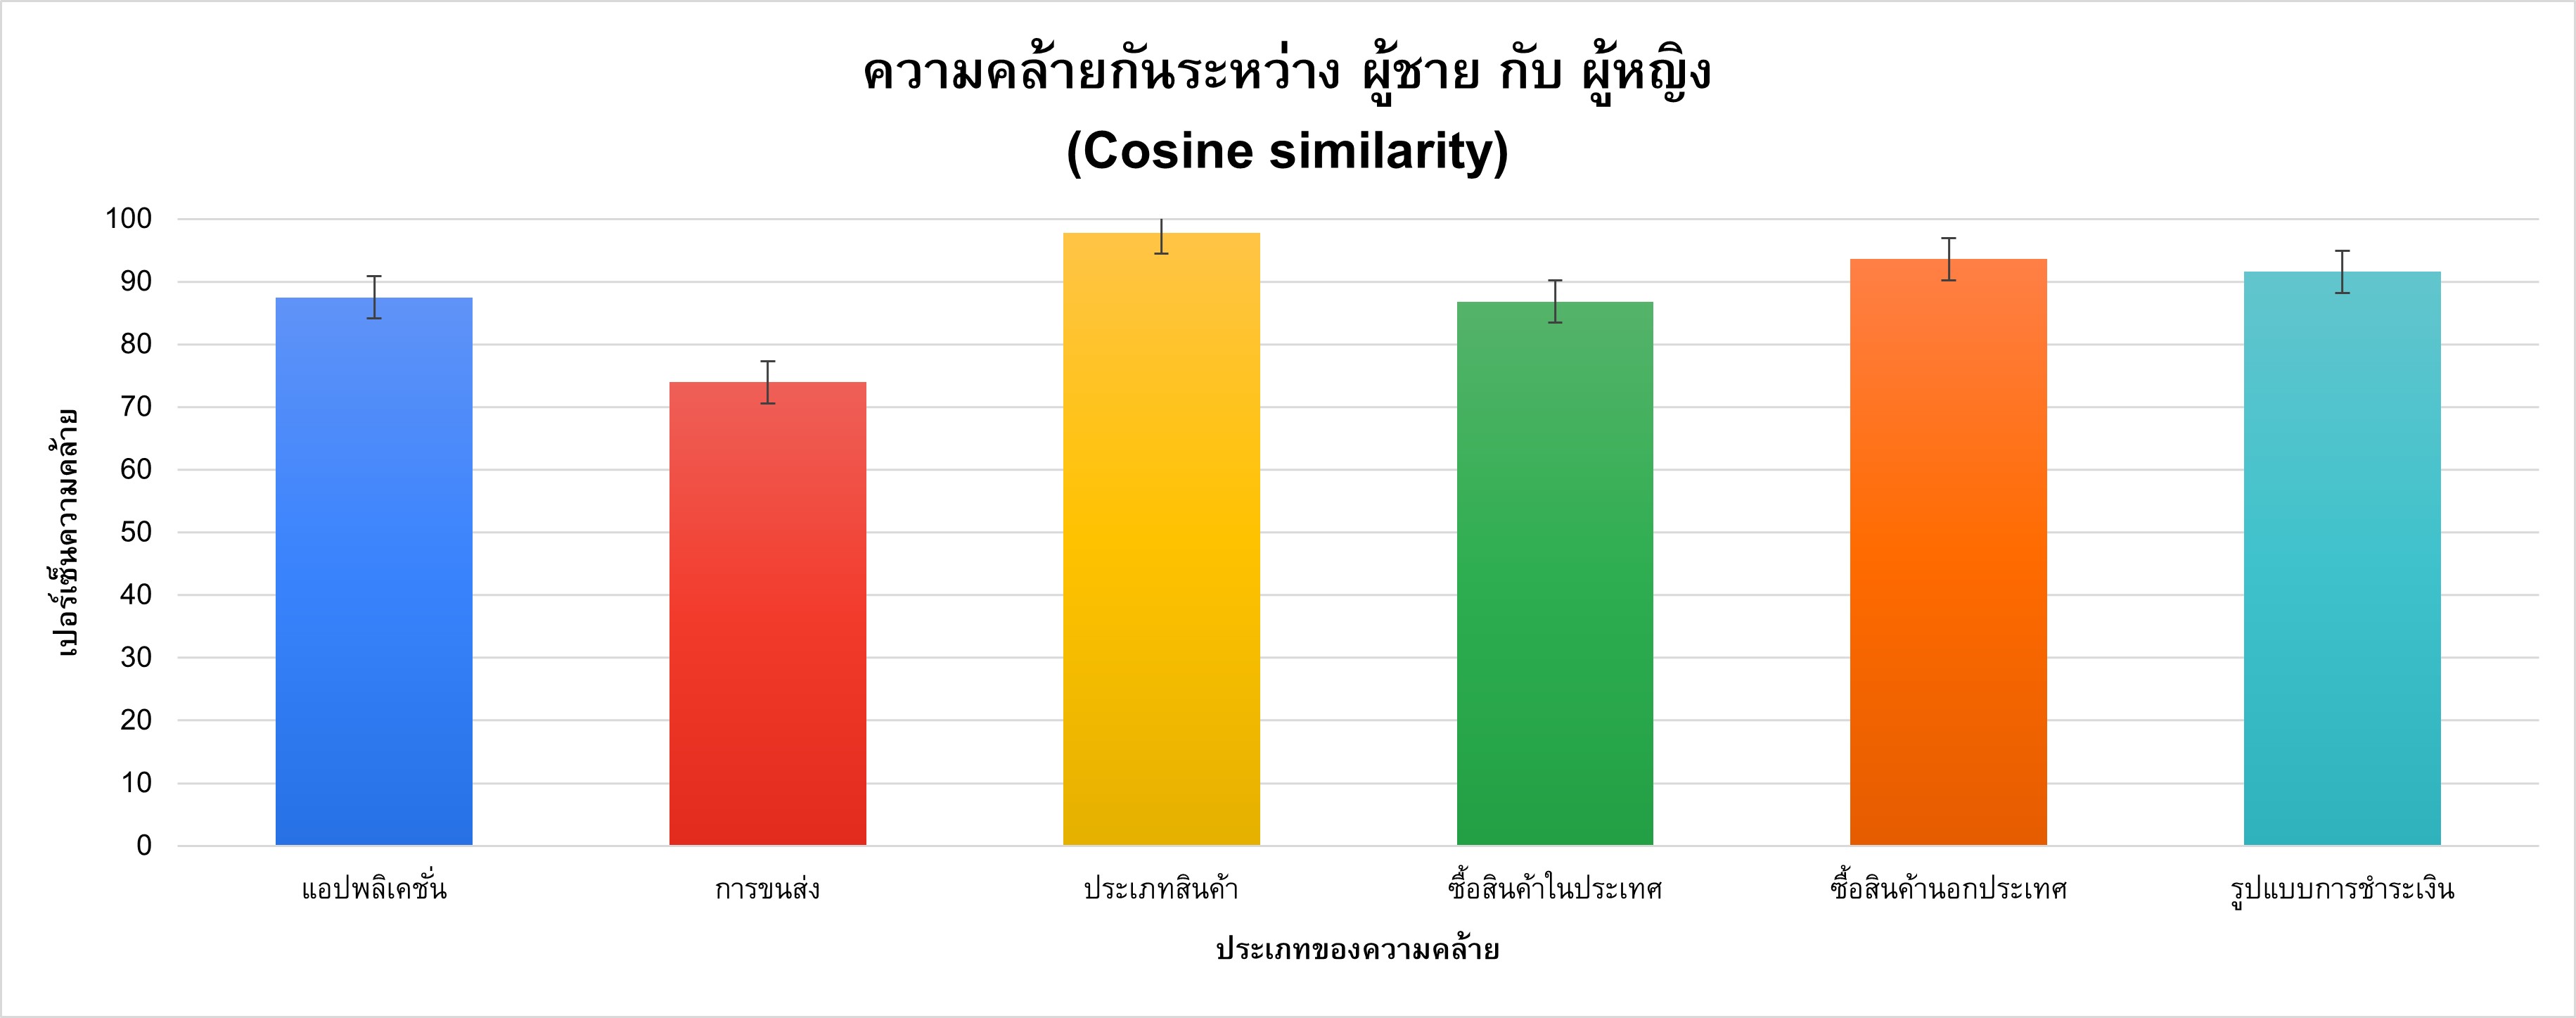 ความคล้ายกันระหว่าง ผู้ชาย กับ ผู้หญิง
(Cosine similarity)
เปอร์เซ็นความคล้าย
100
90
80
70
60
50
40
30
20
10
0
แอปพลิเคชั่น
การขนส่ง
ประเภทสินค้า
ซื้อสินค้าในประเทศ
ซื้อสินค้านอกประเทศ
รูปแบบการชำระเงิน
ประเภทของความคล้าย